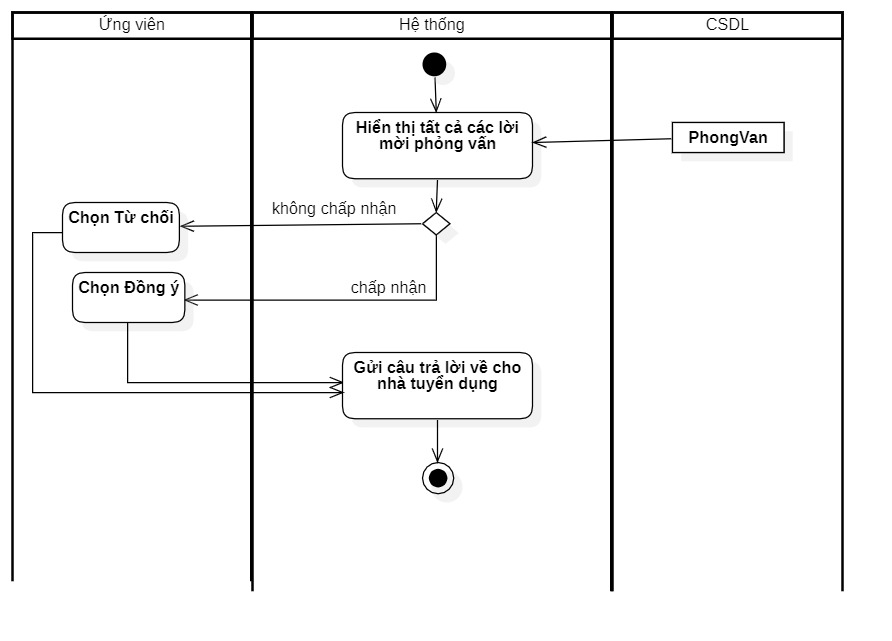 Ứng viên
Hệ thống
CSDL
Hiển thị tất cả các lời
mời phỏng vấn
PhongVan
không chấp nhận
Chọn Từ chối
chấp nhận
Chọn Đồng ý
Gửi câu trả lời về cho
nhà tuyển dụng